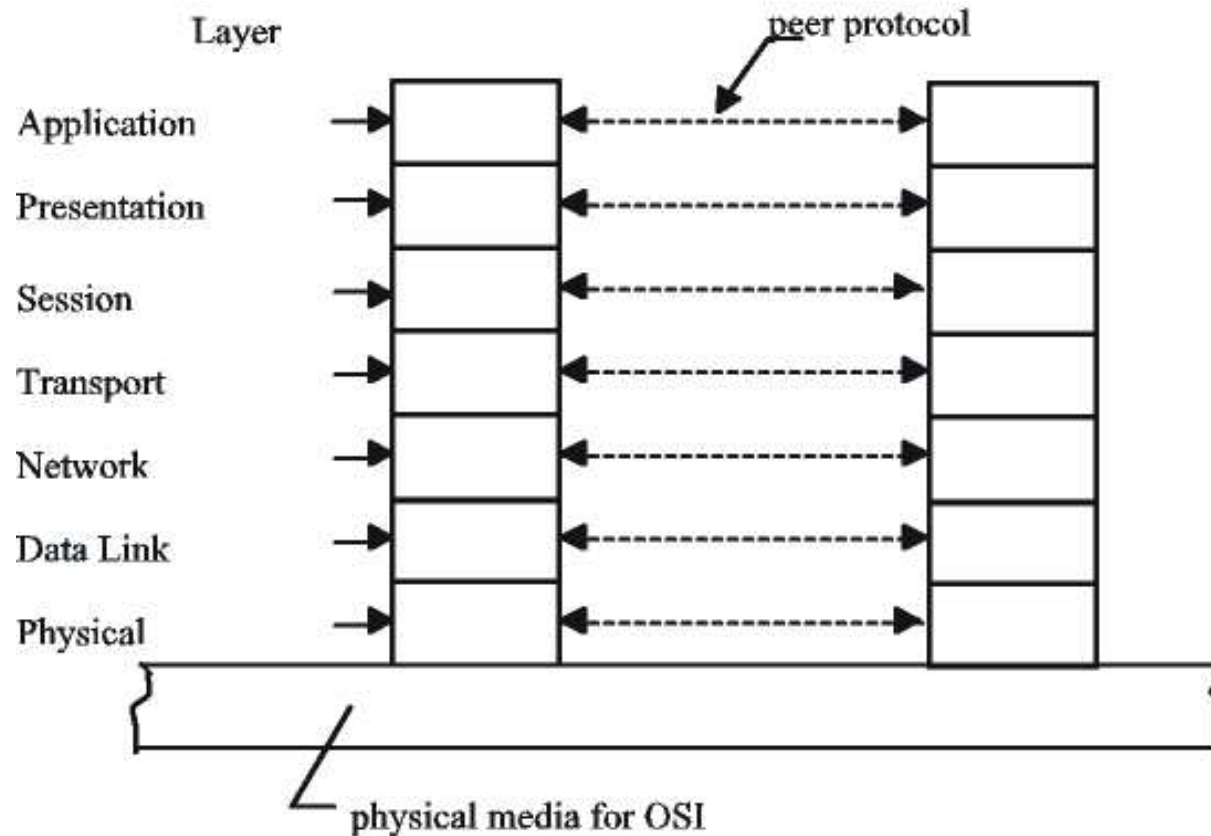 Layer
peer protocol
Application
Presentation
Session
Transport
Network
Data Link
Physical
physical media for OSI